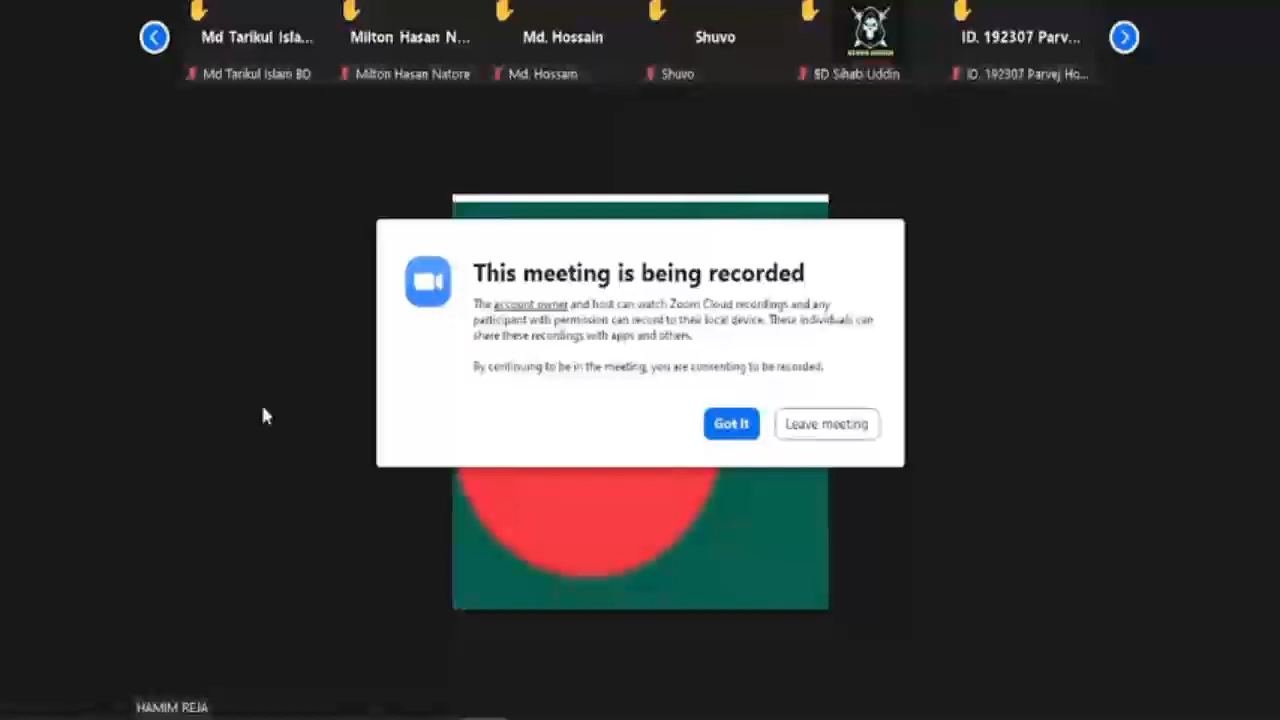 Md Tarikul Isla...
Milton Hasan N...
Md. Hossain
Shuvo
ID. 192307 Parv...
Md Tarikul Islam BD
Milton Hasan Natore
Md. Hossain
Shuvo
BD Sihab Uddin
ID. 192307 Parvej Ho...
This meeting is being recorded
The account owner and host can watch Zoom Cloud recordings and any
participant with permission can record to their local device. These individuals can
share these recordings with apps and others.
By continuing to be in the meeting, you are consenting to be recorded.
Got It
Leave meeting
HAMIM REJA